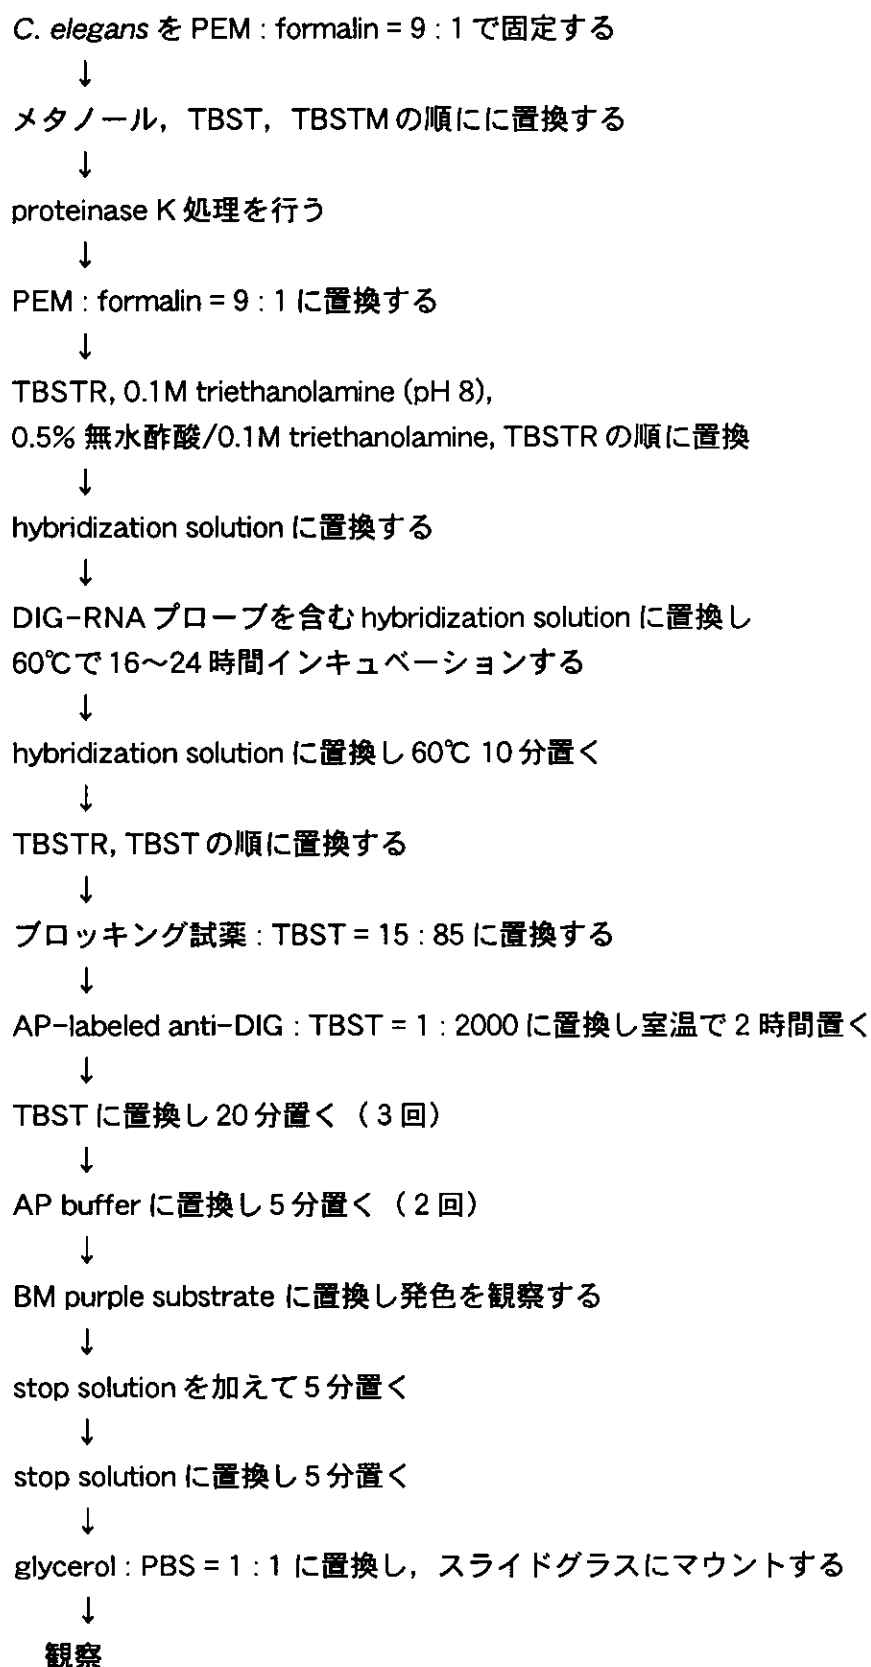 C. elegans を PEM : formalin = 9 : 1 で固定する
↓
メタノール，TBST，TBSTM の順にに置換する
↓
proteinase K 処理を行う
↓
PEM : formalin = 9 : 1 に置換する
↓
TBSTR, 0.1M triethanolamine (pH 8),
0.5% 無水酢酸/0.1M triethanolamine, TBSTR の順に置換
↓
hybridization solution に置換する
↓
DIG-RNA プローブを含む hybridization solution に置換し
60℃で 16〜24 時間インキュベーションする
↓
hybridization solution に置換し 60℃ 10 分置く
↓
TBSTR, TBST の順に置換する
↓
ブロッキング試薬 : TBST = 15 : 85 に置換する
↓
AP-labeled anti-DIG : TBST = 1 : 2000 に置換し室温で 2 時間置く
↓
TBST に置換し 20 分置く（3 回）
↓
AP buffer に置換し 5 分置く（2 回）
↓
BM purple substrate に置換し発色を観察する
↓
stop solution を加えて 5 分置く
↓
stop solution に置換し 5 分置く
↓
glycerol : PBS = 1 : 1 に置換し，スライドグラスにマウントする
↓
観察